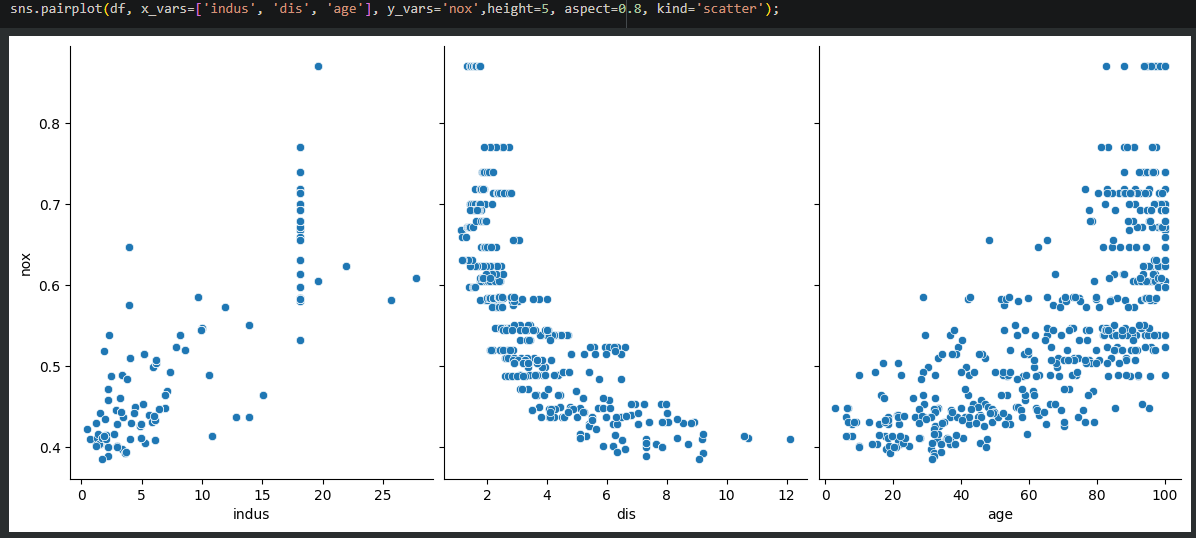 sns.pairplot(df, x_vars=['indus', 'dis', 'age'], y_vars='nox',height=5, aspect=0.8, kind='scatter');
nox
0.8
0.7
0.6
0.5
0.4
0 5 10 15 20 25
indus
2 4 6 8 10 12
dis
0 20 40 60 80 100
age